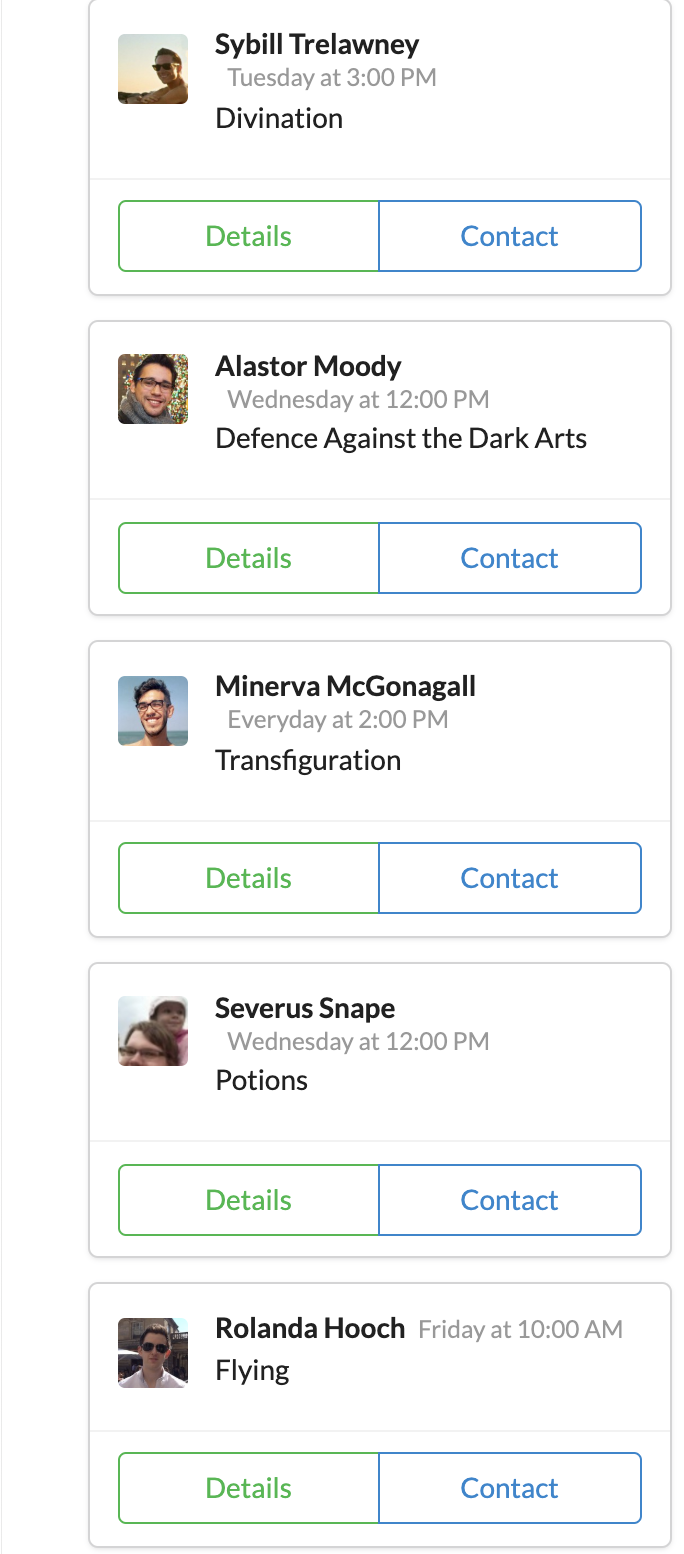 Sybill Trelawney
Tuesday at 3:00 PM
Divination
Details Contact
Alastor Moody
Wednesday at 12:00 PM
Defence Against the Dark Arts
Details Contact
Minerva McGonagall
Everyday at 2:00 PM
Transfiguration
Details Contact
Severus Snape
Wednesday at 12:00 PM
Potions
Details Contact
Rolanda Hooch Friday at 10:00 AM
Flying
Details Contact